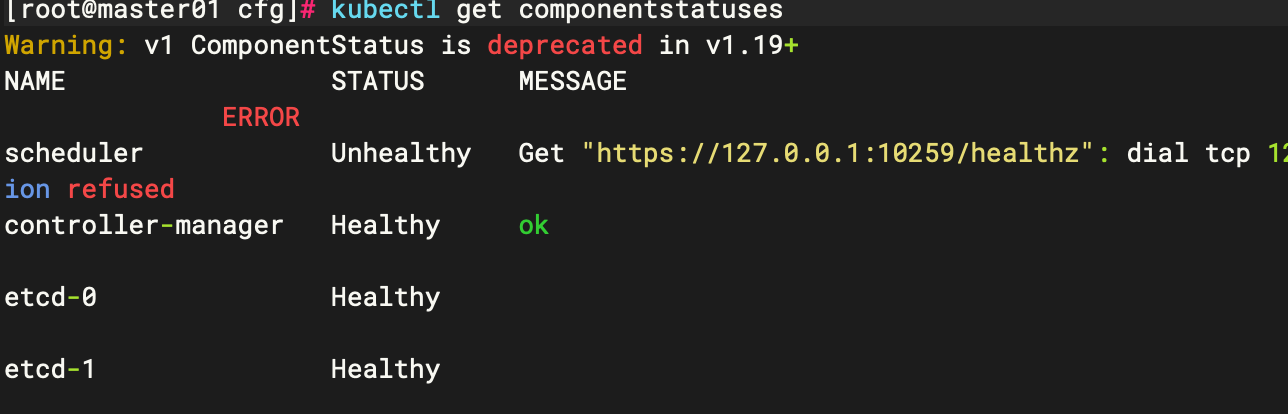 [root@master01 cfg]# kubectl get componentstatuses
Warning: v1 ComponentStatus is deprecated in v1.19+
NAME STATUS MESSAGE
ERROR
scheduler Unhealthy Get "https://127.0.0.1:10259/healthz": dial tcp 12
ion refused
controller-manager Healthy ok
etcd-0 Healthy
etcd-1 Healthy